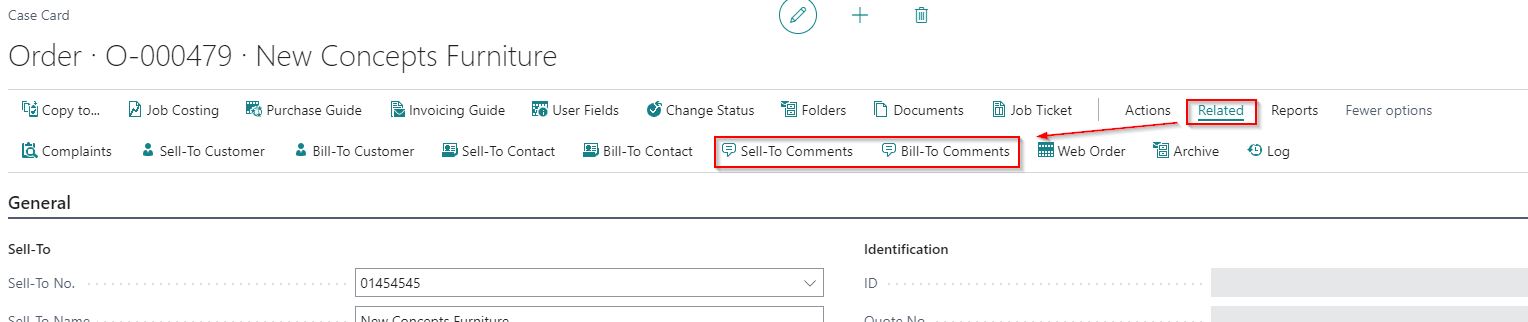 Case Card
Order · O-000479 · New Concepts Furniture
Copy to... Job Costing Purchase Guide Invoicing Guide User Fields Change Status Folders Documents Job Ticket Actions Related Reports Fewer options
Complaints Sell-To Customer Bill-To Customer Sell-To Contact Bill-To Contact Sell-To Comments Bill-To Comments Web Order Archive Log
General
Sell-To Identification
Sell-To No. 01454545 ID
Sell-To Name New Concepts Furniture Quote No.